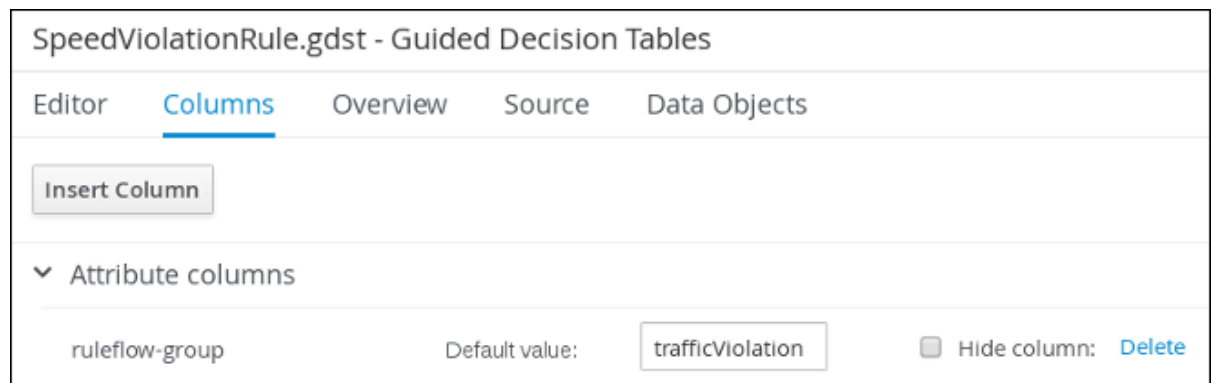 SpeedViolationRule.gdst - Guided Decision Tables
Editor Columns Overview Source Data Objects
Insert Column
Attribute columns
ruleflow-group Default value: trafficViolation Hide column: Delete